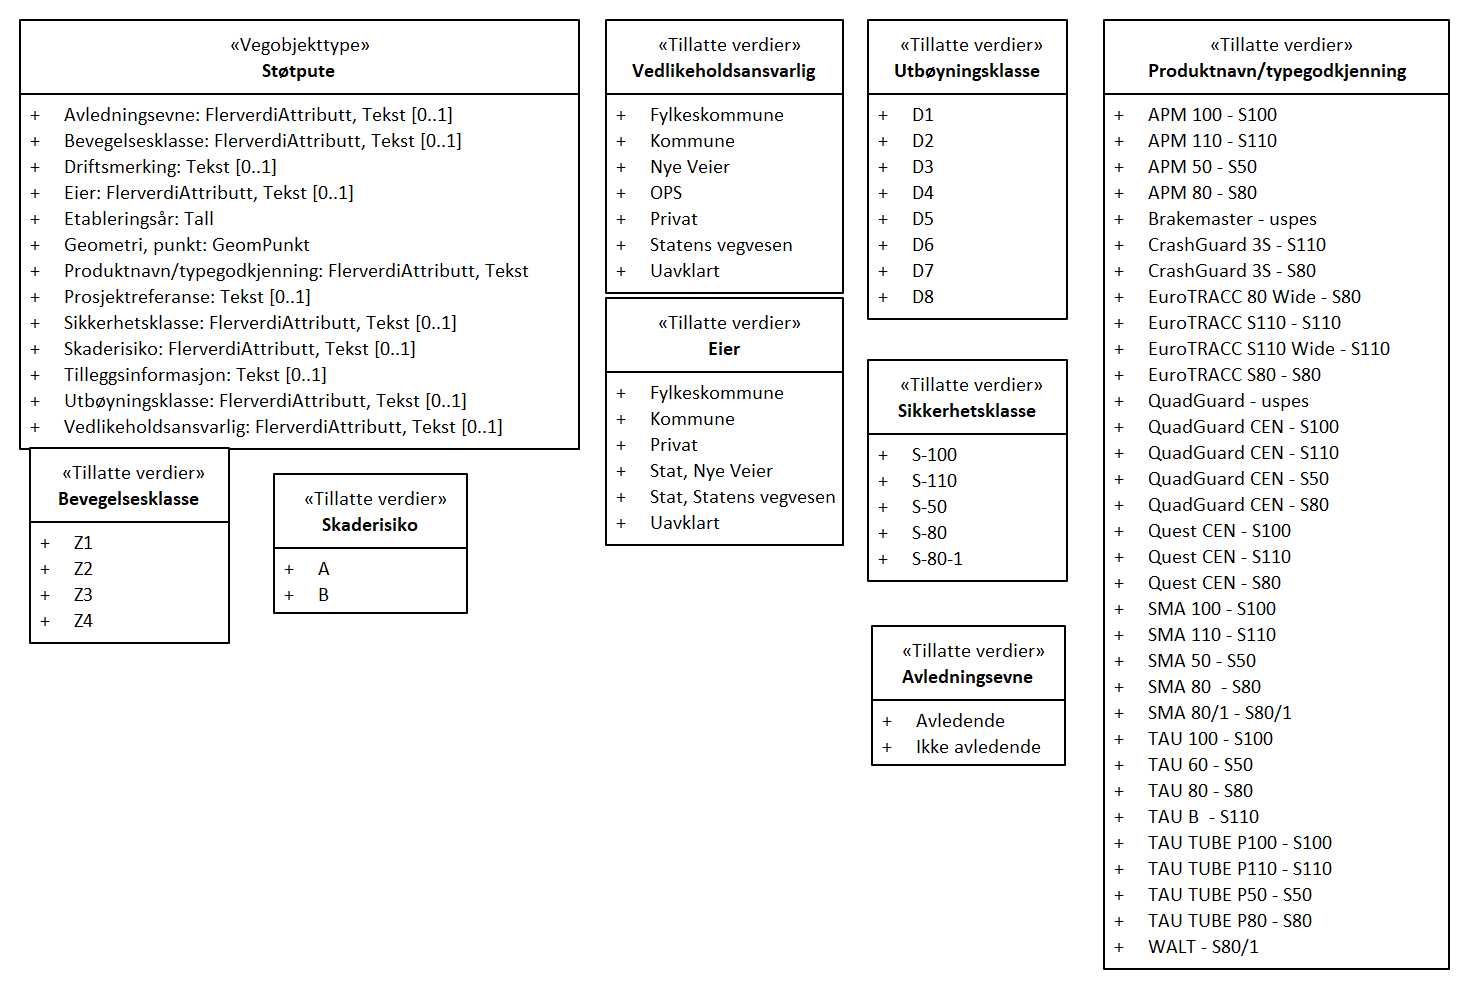 «Vegobjekttype»
Støtpute
+ Avledningsevne: FlerverdiAttributt, Tekst [0..1]
+ Bevegelsesklasse: FlerverdiAttributt, Tekst [0..1]
+ Driftsmerking: Tekst [0..1]
+ Eier: FlerverdiAttributt, Tekst [0..1]
+ Etableringsår: Tall
+ Geometri, punkt: GeomPunkt
+ Produktnavn/typegodkjenning: FlerverdiAttributt, Tekst
+ Prosjektreferanse: Tekst [0..1]
+ Sikkerhetsklasse: FlerverdiAttributt, Tekst [0..1]
+ Skaderisiko: FlerverdiAttributt, Tekst [0..1]
+ Tilleggsinformasjon: Tekst [0..1]
+ Utbøyningsklasse: FlerverdiAttributt, Tekst [0..1]
+ Vedlikeholdsansvarlig: FlerverdiAttributt, Tekst [0..1]
«Tillatte verdier»
Bevegelsesklasse
+ Z1
+ Z2
+ Z3
+ Z4
«Tillatte verdier»
Skaderisiko
+ A
+ B
«Tillatte verdier»
Vedlikeholdsansvarlig
+ Fylkeskommune
+ Kommune
+ Nye Veier
+ OPS
+ Privat
+ Statens vegvesen
+ Uavklart
«Tillatte verdier»
Eier
+ Fylkeskommune
+ Kommune
+ Privat
+ Stat, Nye Veier
+ Stat, Statens vegvesen
+ Uavklart
«Tillatte verdier»
Utbøyningsklasse
+ D1
+ D2
+ D3
+ D4
+ D5
+ D6
+ D7
+ D8
«Tillatte verdier»
Sikkerhetsklasse
+ S-100
+ S-110
+ S-50
+ S-80
+ S-80-1
«Tillatte verdier»
Avledningsevne
+ Avledende
+ Ikke avledende
«Tillatte verdier»
Produktnavn/typegodkjenning
+ APM 100 - S100
+ APM 110 - S110
+ APM 50 - S50
+ APM 80 - S80
+ Brakemaster - uspes
+ CrashGuard 3S - S110
+ CrashGuard 3S - S80
+ EuroTRACC 80 Wide - S80
+ EuroTRACC S110 - S110
+ EuroTRACC S110 Wide - S110
+ EuroTRACC S80 - S80
+ QuadGuard - uspes
+ QuadGuard CEN - S100
+ QuadGuard CEN - S110
+ QuadGuard CEN - S50
+ QuadGuard CEN - S80
+ Quest CEN - S100
+ Quest CEN - S110
+ Quest CEN - S80
+ SMA 100 - S100
+ SMA 110 - S110
+ SMA 50 - S50
+ SMA 80  - S80
+ SMA 80/1 - S80/1
+ TAU 100 - S100
+ TAU 60 - S50
+ TAU 80 - S80
+ TAU B  - S110
+ TAU TUBE P100 - S100
+ TAU TUBE P110 - S110
+ TAU TUBE P50 - S50
+ TAU TUBE P80 - S80
+ WALT - S80/1